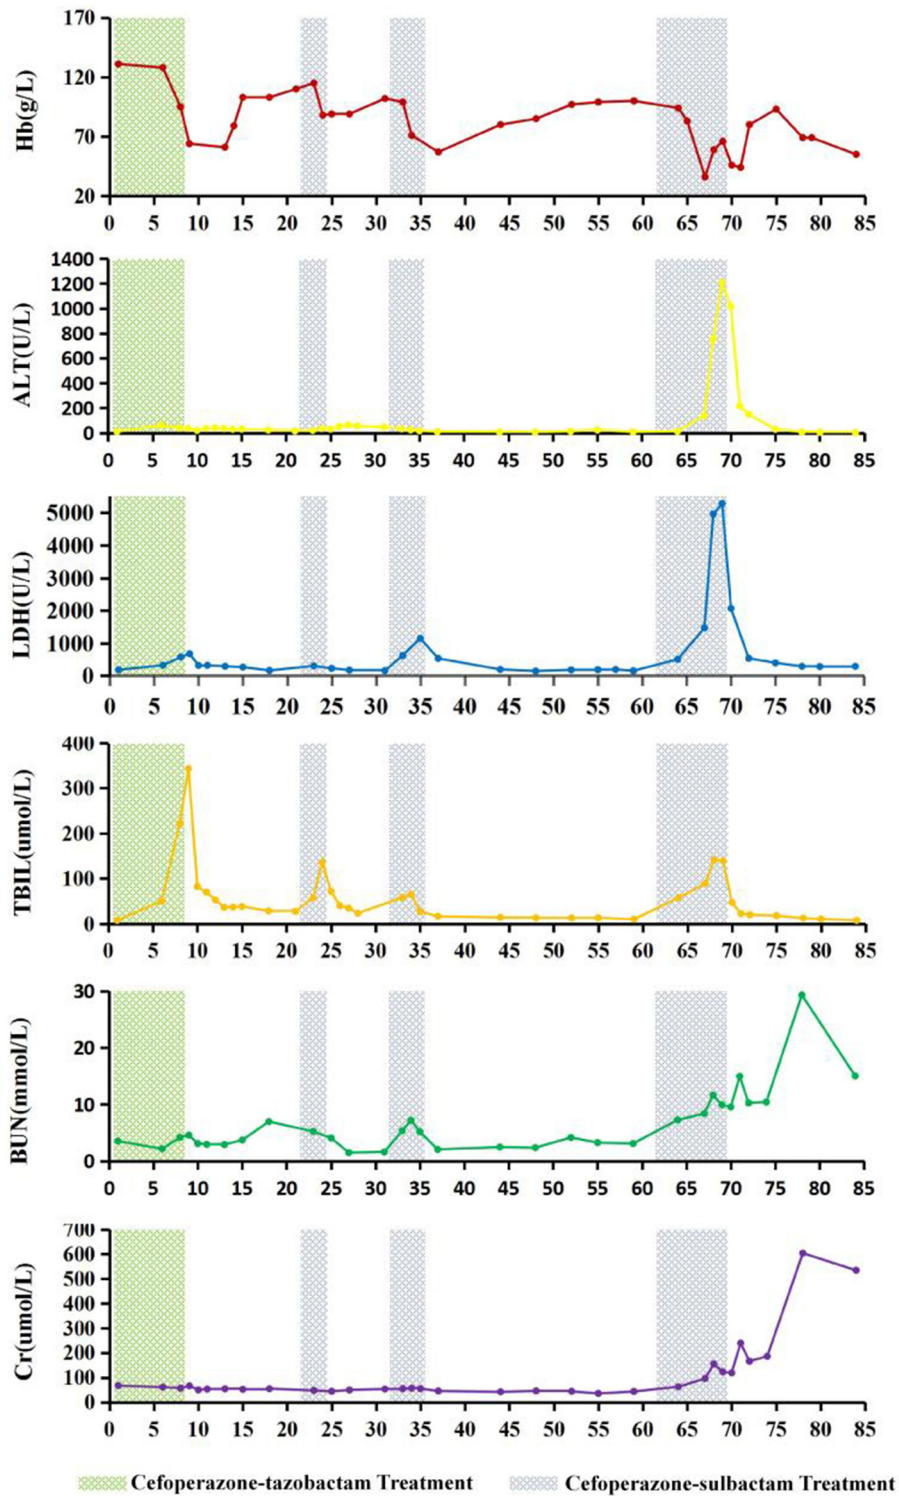 170
120
70
20
Hb(g/L)
0 5 10 15 20 25 30 35 40 45 50 55 60 65 70 75 80 85
1400
1200
1000
800
600
400
200
0
ALT(U/L)
0 5 10 15 20 25 30 35 40 45 50 55 60 65 70 75 80 85
5000
4000
3000
2000
1000
0
LDH(U/L)
0 5 10 15 20 25 30 35 40 45 50 55 60 65 70 75 80 85
400
300
200
100
0
TBIL(umol/L)
0 5 10 15 20 25 30 35 40 45 50 55 60 65 70 75 80 85
30
20
10
0
BUN(mmol/L)
0 5 10 15 20 25 30 35 40 45 50 55 60 65 70 75 80 85
700
600
500
400
300
200
100
0
Cr(umol/L)
0 5 10 15 20 25 30 35 40 45 50 55 60 65 70 75 80 85
Cefoperazone-tazobactam Treatment Cefoperazone-sulbactam Treatment